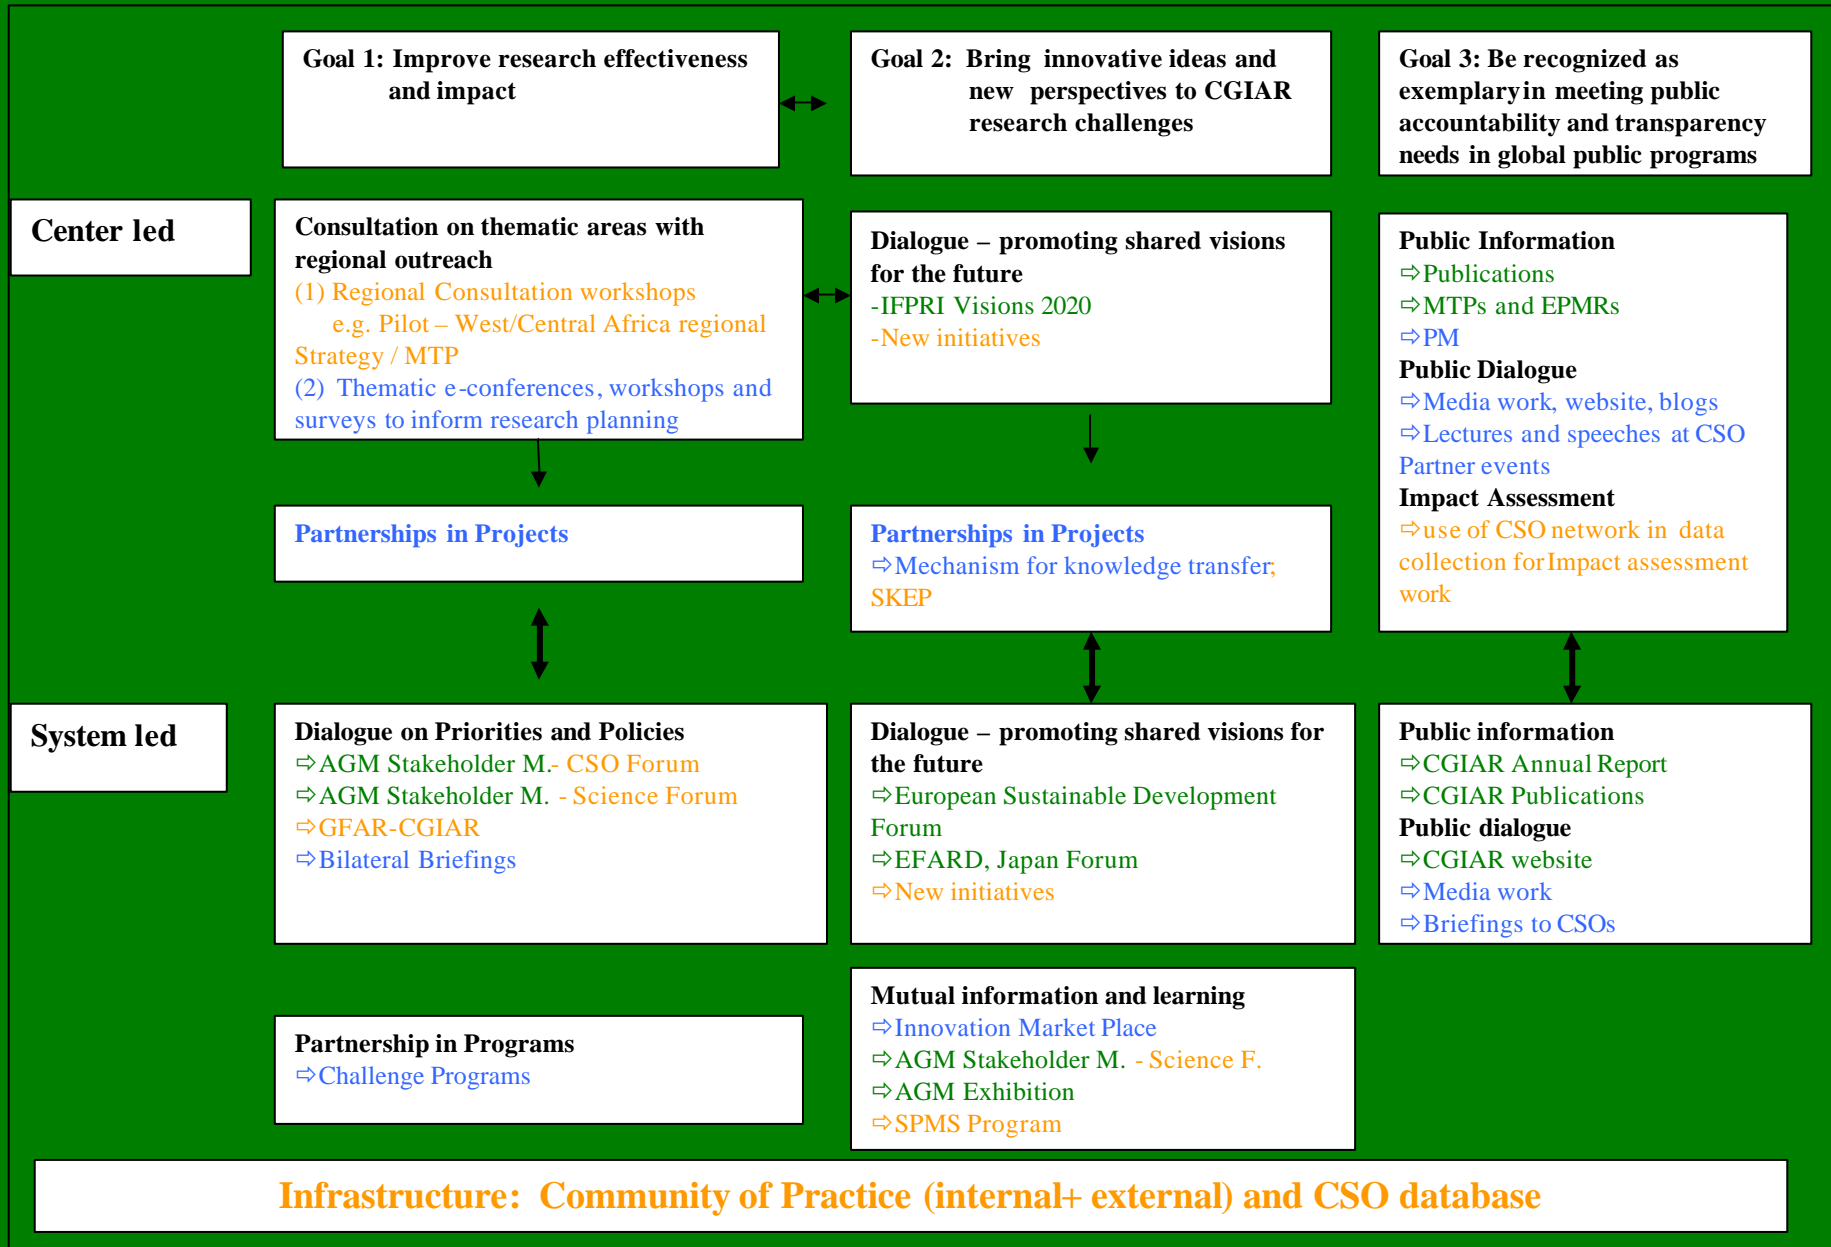 Goal 1: Improve research effectiveness
and impact
Goal 2: Bring innovative ideas and
new perspectives to CGIAR
research challenges
Goal 3: Be recognized as
exemplary in meeting public
accountability and transparency
needs in global public programs
Center led
Consultation on thematic areas with
regional outreach
(1) Regional Consultation workshops
e.g. Pilot – West/Central Africa regional
Strategy / MTP
(2) Thematic e-conferences, workshops and
surveys to inform research planning
Dialogue – promoting shared visions
for the future
-IFPRI Visions 2020
-New initiatives
Public Information
⇨Publications
⇨MTPs and EPMRs
⇨PM
Public Dialogue
⇨Media work, website, blogs
⇨Lectures and speeches at CSO
Partner events
Impact Assessment
⇨use of CSO network in data
collection for Impact assessment
work
Partnerships in Projects
Partnerships in Projects
⇨Mechanism for knowledge transfer;
SKEP
System led
Dialogue on Priorities and Policies
⇨AGM Stakeholder M.- CSO Forum
⇨AGM Stakeholder M. - Science Forum
⇨GFAR-CGIAR
⇨Bilateral Briefings
Dialogue – promoting shared visions for
the future
⇨European Sustainable Development
Forum
⇨EFARD, Japan Forum
⇨New initiatives
Public information
⇨CGIAR Annual Report
⇨CGIAR Publications
Public dialogue
⇨CGIAR website
⇨Media work
⇨Briefings to CSOs
Partnership in Programs
⇨Challenge Programs
Mutual information and learning
⇨Innovation Market Place
⇨AGM Stakeholder M. - Science F.
⇨AGM Exhibition
⇨SPMS Program
Infrastructure: Community of Practice (internal+ external) and CSO database